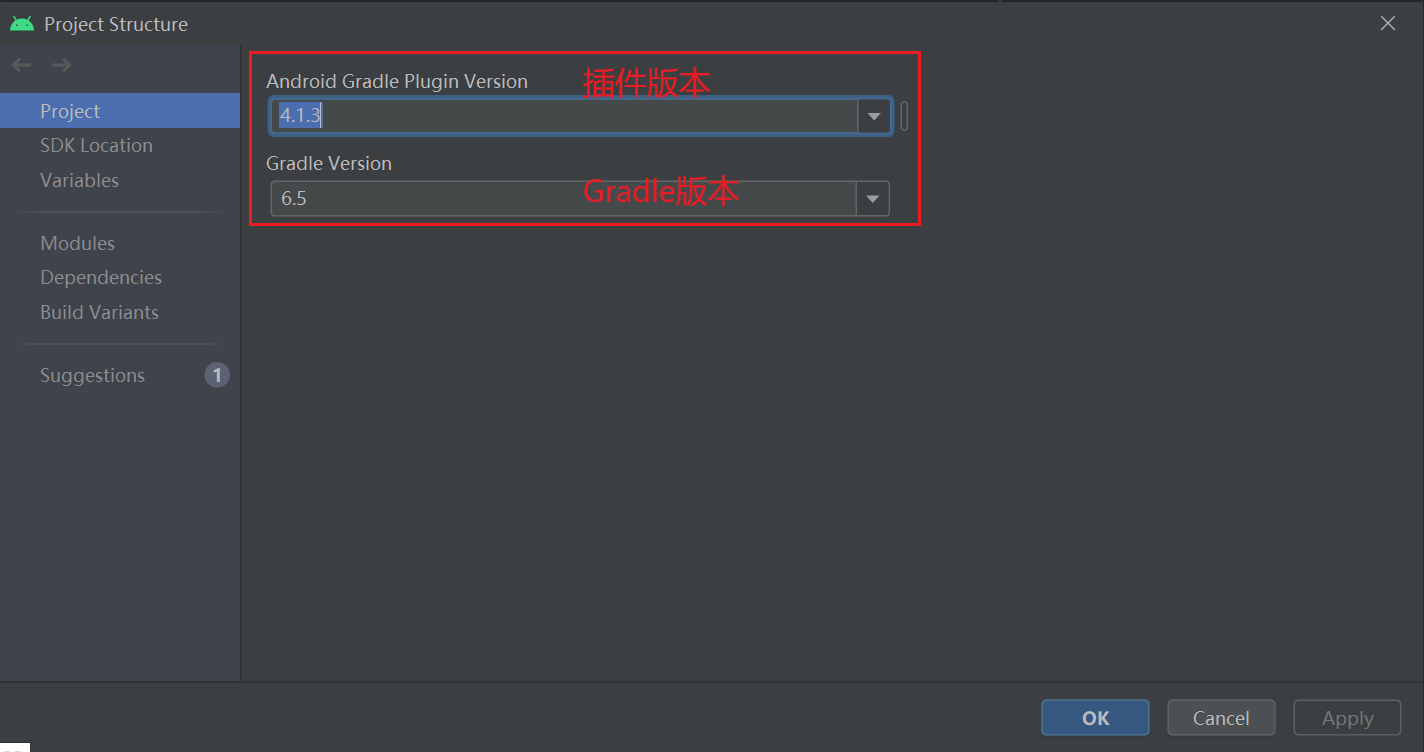 Project Structure
Project
SDK Location
Variables
Modules
Dependencies
Build Variants
Suggestions 1
Android Gradle Plugin Version 插件版本
4.1.3
Gradle Version
6.5 Gradle版本
OK Cancel Apply